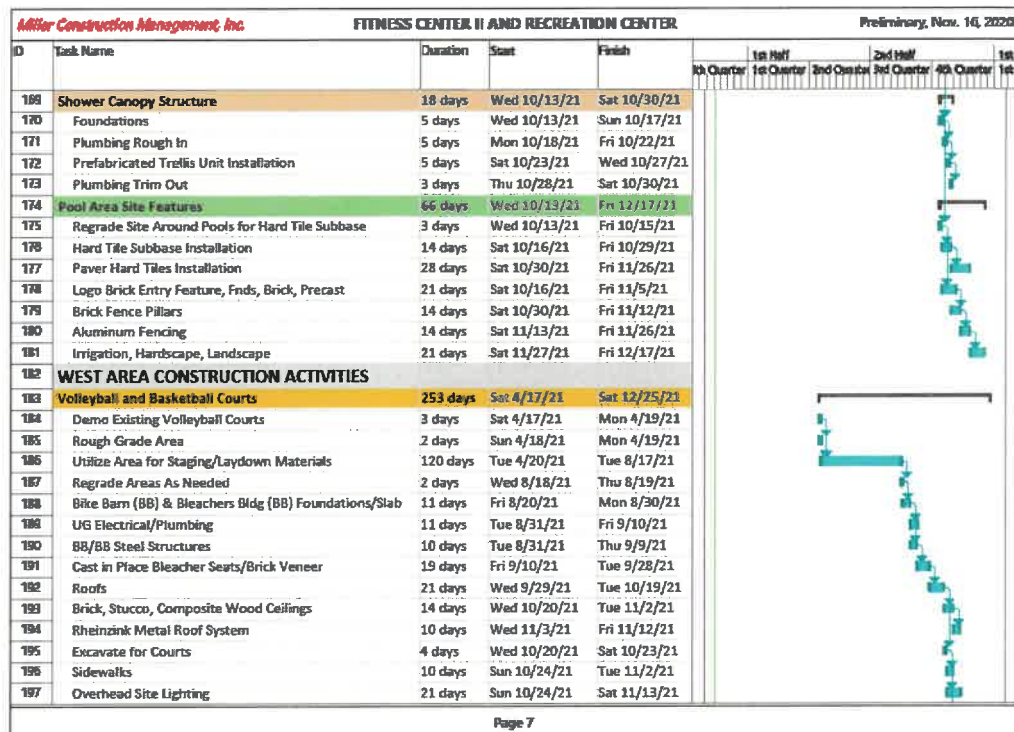 Miller Construction Management, Inc. FITNESS CENTER II AND RECREATION CENTER Preliminary, Nov. 16, 2020
ID Task Name Duration Start Finish 1st Half 2nd Half 1st
4th Quarter 1st Quarter 2nd Quarter 3rd Quarter 4th Quarter 1st
169 Shower Canopy Structure 18 days Wed 10/13/21 Sat 10/30/21
170 Foundations 5 days Wed 10/13/21 Sun 10/17/21
171 Plumbing Rough In 5 days Mon 10/18/21 Fri 10/22/21
172 Prefabricated Trellis Unit Installation 5 days Sat 10/23/21 Wed 10/27/21
173 Plumbing Trim Out 3 days Thu 10/28/21 Sat 10/30/21
174 Pool Area Site Features 66 days Wed 10/13/21 Fri 12/17/21
175 Regrade Site Around Pools for Hard Tile Subbase 3 days Wed 10/13/21 Fri 10/15/21
176 Hard Tile Subbase Installation 14 days Sat 10/16/21 Fri 10/29/21
177 Paver Hard Tiles Installation 28 days Sat 10/30/21 Fri 11/26/21
178 Logo Brick Entry Feature, Fnds, Brick, Precast 21 days Sat 10/16/21 Fri 11/5/21
179 Brick Fence Pillars 14 days Sat 10/30/21 Fri 11/12/21
180 Aluminum Fencing 14 days Sat 11/13/21 Fri 11/26/21
181 Irrigation, Hardscape, Landscape 21 days Sat 11/27/21 Fri 12/17/21
182 WEST AREA CONSTRUCTION ACTIVITIES
183 Volleyball and Basketball Courts 253 days Sat 4/17/21 Sat 12/25/21
184 Demo Existing Volleyball Courts 3 days Sat 4/17/21 Mon 4/19/21
185 Rough Grade Area 2 days Sun 4/18/21 Mon 4/19/21
186 Utilize Area for Staging/Laydown Materials 120 days Tue 4/20/21 Tue 8/17/21
187 Regrade Areas As Needed 2 days Wed 8/18/21 Thu 8/19/21
188 Bike Barn (BB) & Bleachers Bldg (BB) Foundations/Slab 11 days Fri 8/20/21 Mon 8/30/21
189 UG Electrical/Plumbing 11 days Tue 8/31/21 Fri 9/10/21
190 BB/BB Steel Structures 10 days Tue 8/31/21 Thu 9/9/21
191 Cast in Place Bleacher Seats/Brick Veneer 19 days Fri 9/10/21 Tue 9/28/21
192 Roofs 21 days Wed 9/29/21 Tue 10/19/21
193 Brick, Stucco, Composite Wood Ceilings 14 days Wed 10/20/21 Tue 11/2/21
194 Rheinzink Metal Roof System 10 days Wed 11/3/21 Fri 11/12/21
195 Excavate for Courts 4 days Wed 10/20/21 Sat 10/23/21
196 Sidewalks 10 days Sun 10/24/21 Tue 11/2/21
197 Overhead Site Lighting 21 days Sun 10/24/21 Sat 11/13/21
Page 7